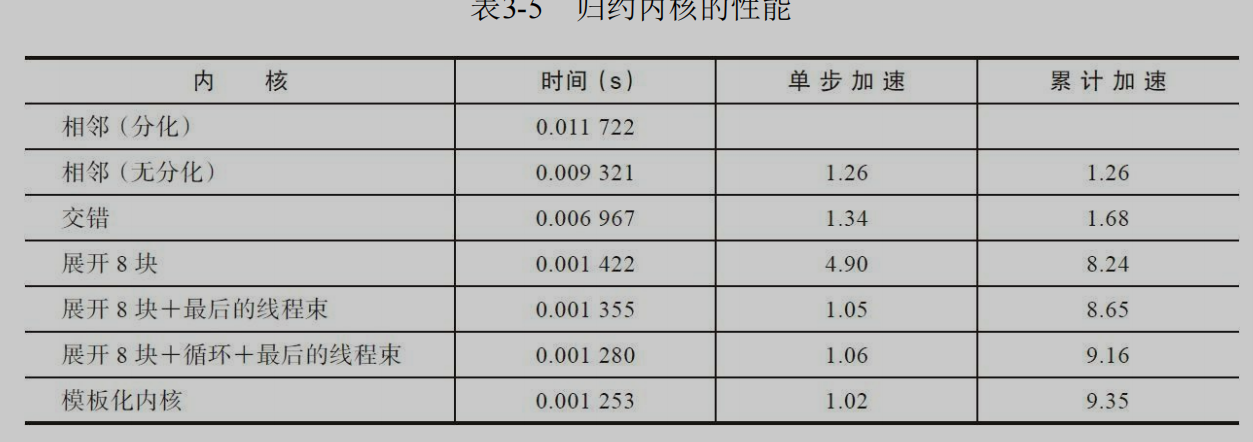 表3-5 归约内核的性能
内 核 时间(s) 单步加速 累计加速
相邻(分化) 0.011 722
相邻(无分化) 0.009 321 1.26 1.26
交错 0.006 967 1.34 1.68
展开8块 0.001 422 4.90 8.24
展开8块+最后的线程束 0.001 355 1.05 8.65
展开8块+循环+最后的线程束 0.001 280 1.06 9.16
模板化内核 0.001 253 1.02 9.35